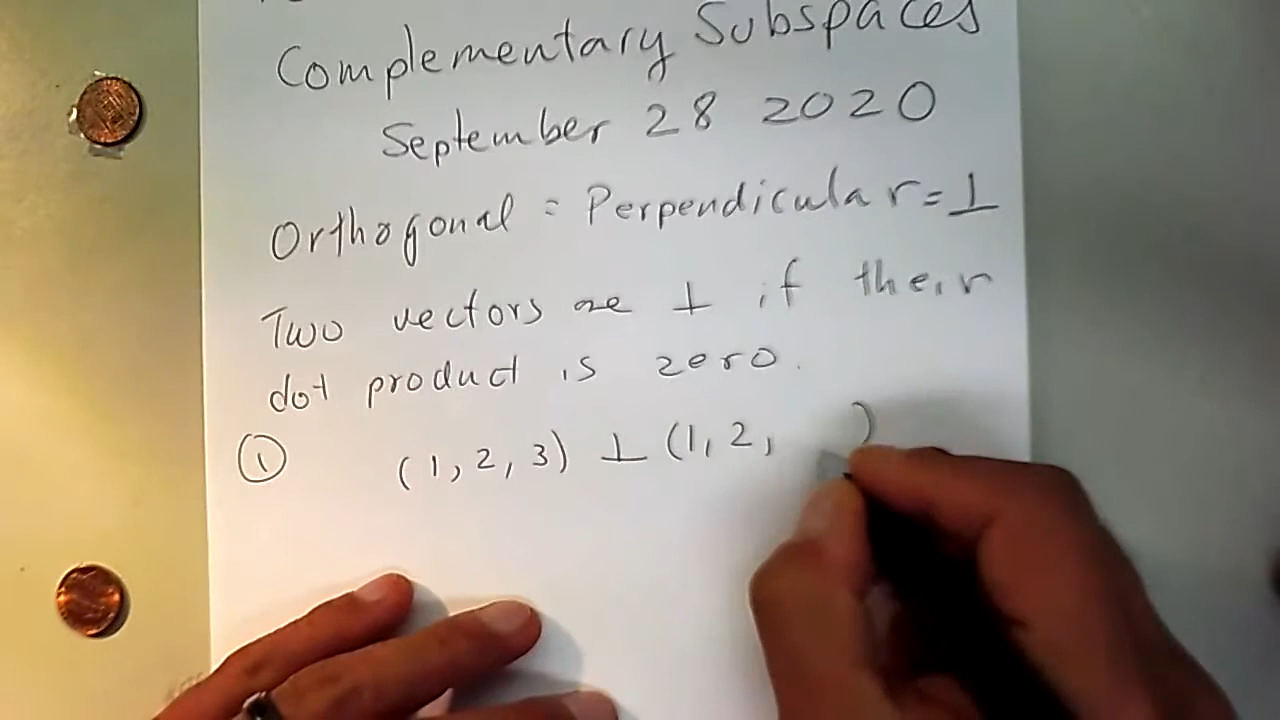 Complementary Subspaces
September 28 2020
Orthogonal = Perpendicular = ⊥
Two vectors are ⊥ if their
dot product is zero.
① (1, 2, 3) ⊥ (1, 2, )